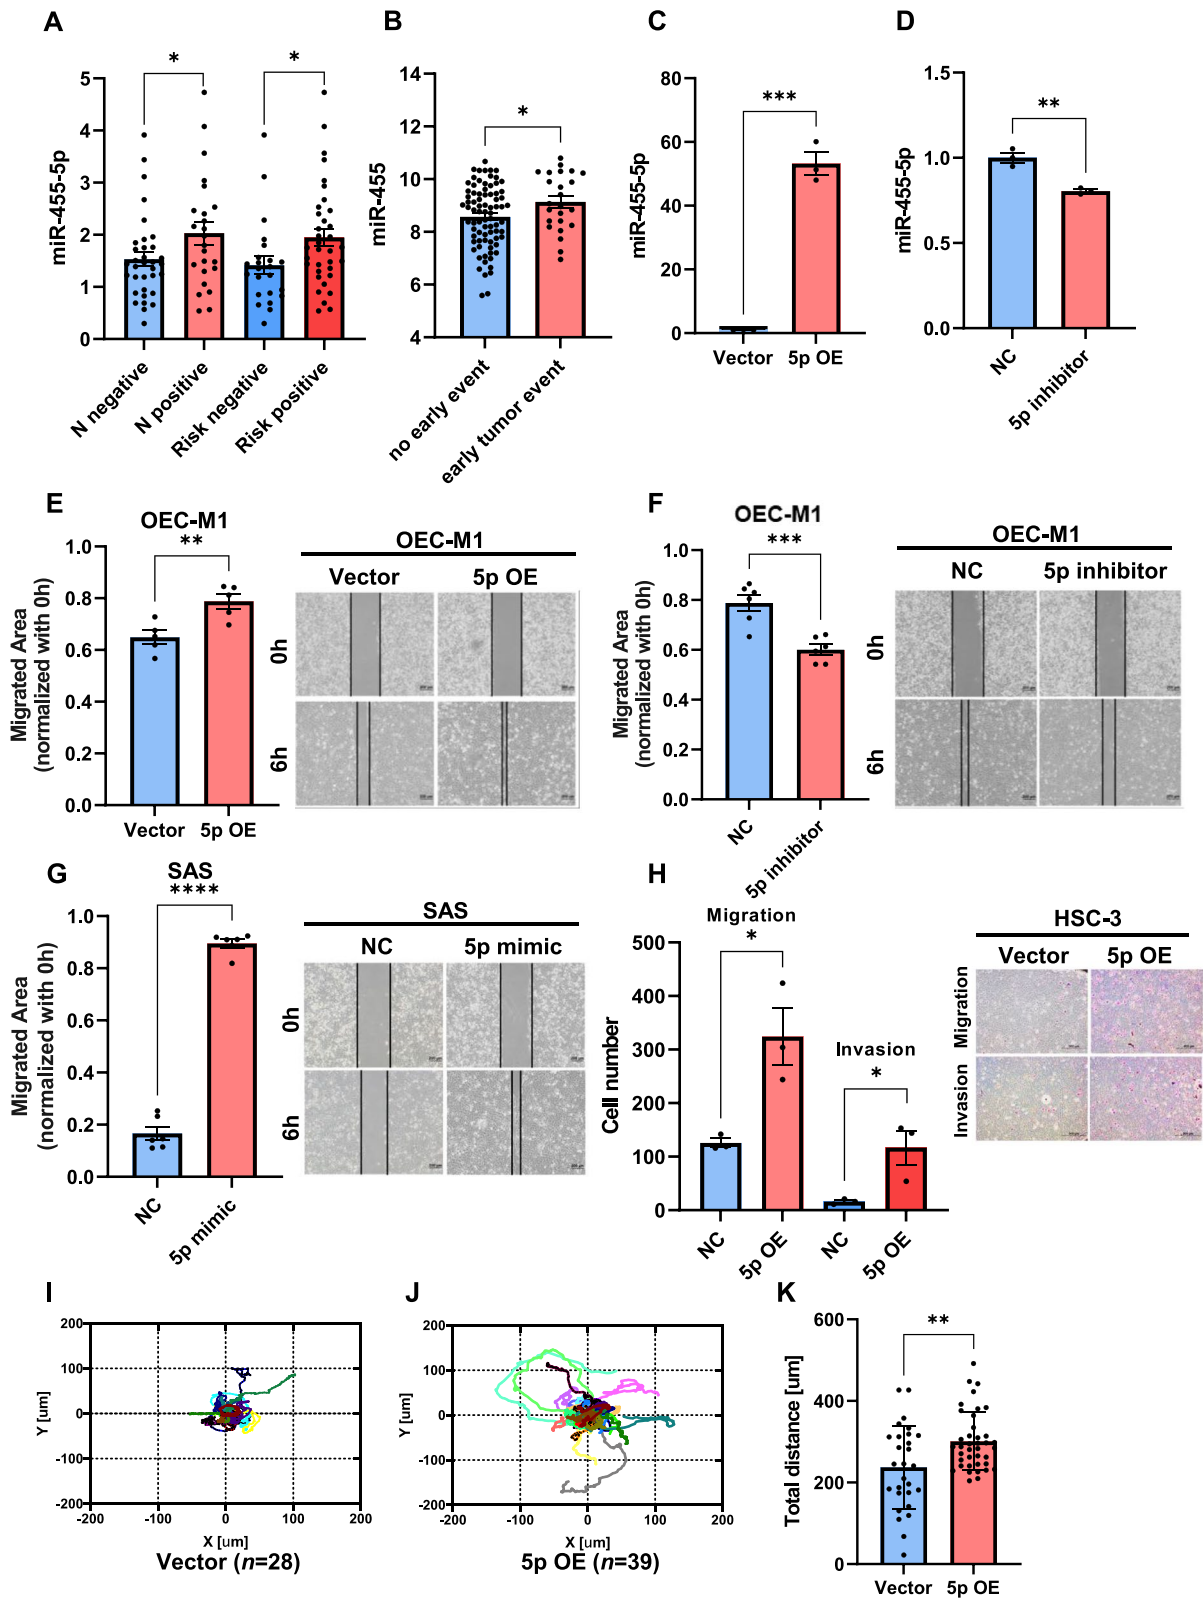 A
miR-455-5p
5
4
3
2
1
0
*
*
N negative
N positive
Risk negative
Risk positive
B
miR-455
14
12
10
8
6
4
*
no early event
early tumor event
C
miR-455-5p
80
60
40
20
0
***
Vector
5p OE
D
miR-455-5p
1.5
1.0
0.5
0.0
**
NC
5p inhibitor
E
OEC-M1
**
Migrated Area
(normalized with 0h)
1.0
0.8
0.6
0.4
0.2
0.0
Vector
5p OE
OEC-M1
Vector
5p OE
0h
6h
F
OEC-M1
***
Migrated Area
(normalized with 0h)
1.0
0.8
0.6
0.4
0.2
0.0
NC
5p inhibitor
OEC-M1
NC
5p inhibitor
0h
6h
G
SAS
****
Migrated Area
(normalized with 0h)
1.0
0.8
0.6
0.4
0.2
0.0
NC
5p mimic
SAS
NC
5p mimic
0h
6h
H
Cell number
500
400
300
200
100
0
Migration
*
Invasion
*
NC
5p OE
NC
5p OE
HSC-3
Vector
5p OE
Migration
Invasion
I
Y [um]
200
100
0
-100
-200
-200
-100
0
100
200
X [um]
Vector (n=28)
J
Y [um]
200
100
0
-100
-200
-200
-100
0
100
200
X [um]
5p OE (n=39)
K
Total distance [um]
600
400
200
0
**
Vector
5p OE